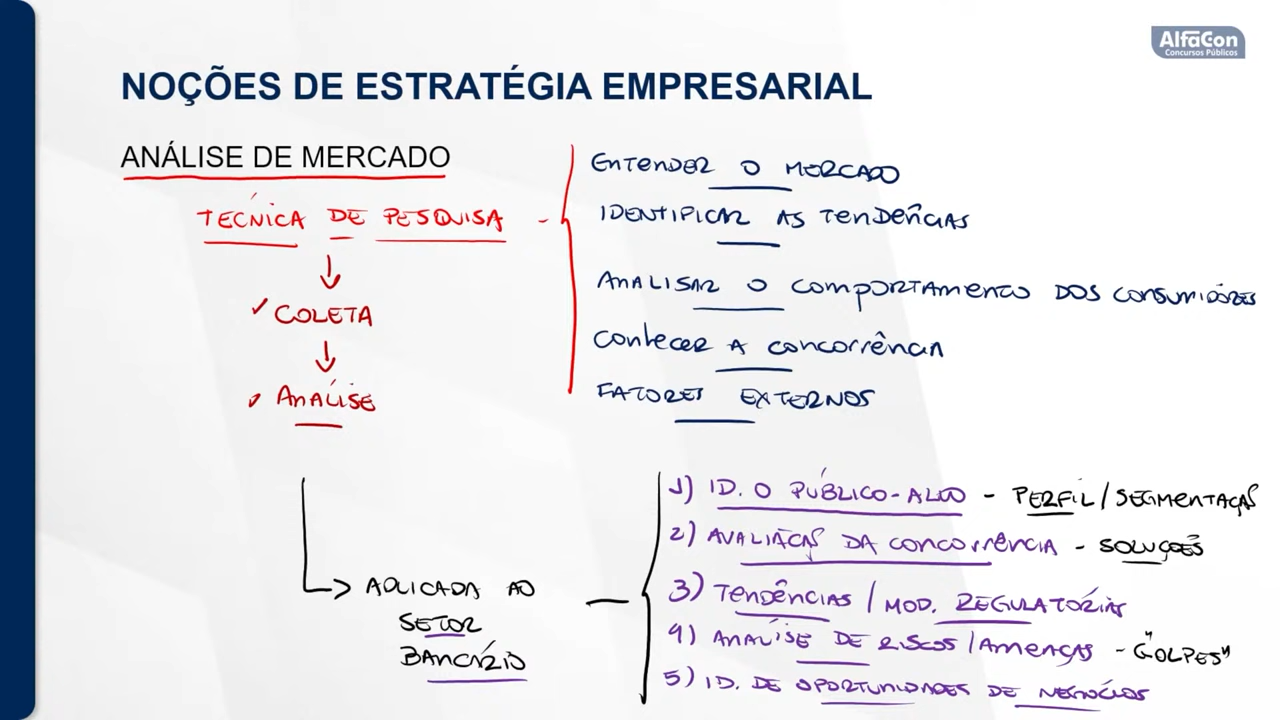 AlfaCon
Concursos Públicos
NOÇÕES DE ESTRATÉGIA EMPRESARIAL
ANÁLISE DE MERCADO
TÉCNICA DE PESQUISA -
↓
✓ COLETA
↓
✓ ANÁLISE
ENTENDER O MERCADO
IDENTIFICAR AS TENDÊNCIAS
ANALISAR O COMPORTAMENTO DOS CONSUMIDORES
CONHECER A CONCORRÊNCIA
FATORES EXTERNOS
APLICADA AO
SETOR
BANCÁRIO
1) ID. O PÚBLICO-ALVO - PERFIL/SEGMENTAÇÃO
2) AVALIAÇÃO DA CONCORRÊNCIA - SOLUÇÕES
3) TENDÊNCIAS / MOD. REGULATÓRIAS
4) ANÁLISE DE RISCOS / AMEAÇAS - "GOLPES"
5) ID. DE OPORTUNIDADES DE NEGÓCIOS